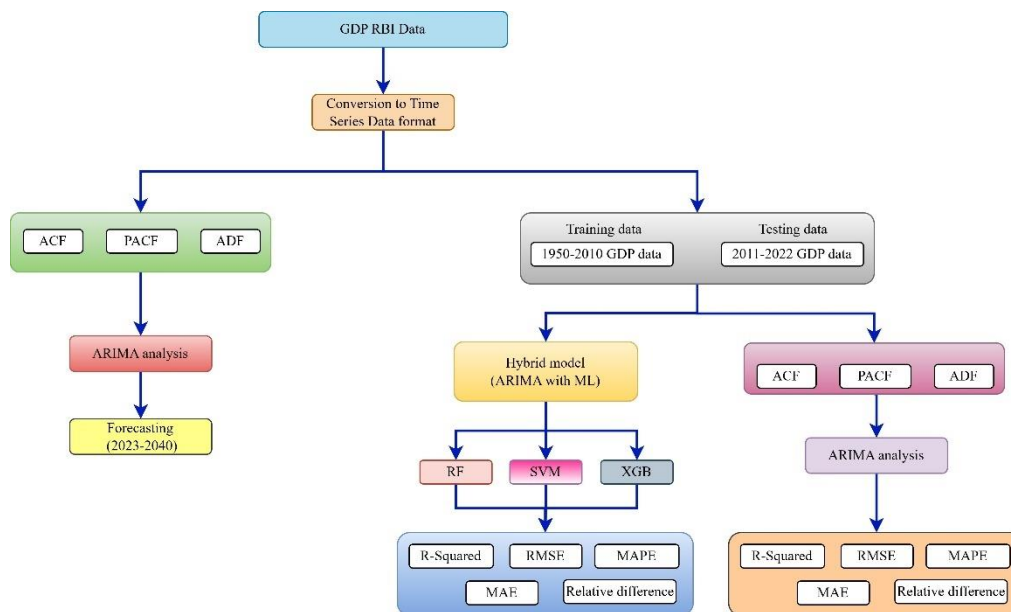 GDP RBI Data
Conversion to Time
Series Data format
ACF
PACF
ADF
ARIMA analysis
Forecasting
(2023-2040)
Training data
Testing data
1950-2010 GDP data
2011-2022 GDP data
Hybrid model
(ARIMA with ML)
RF
SVM
XGB
R-Squared
RMSE
MAPE
MAE
Relative difference
ACF
PACF
ADF
ARIMA analysis
R-Squared
RMSE
MAPE
MAE
Relative difference